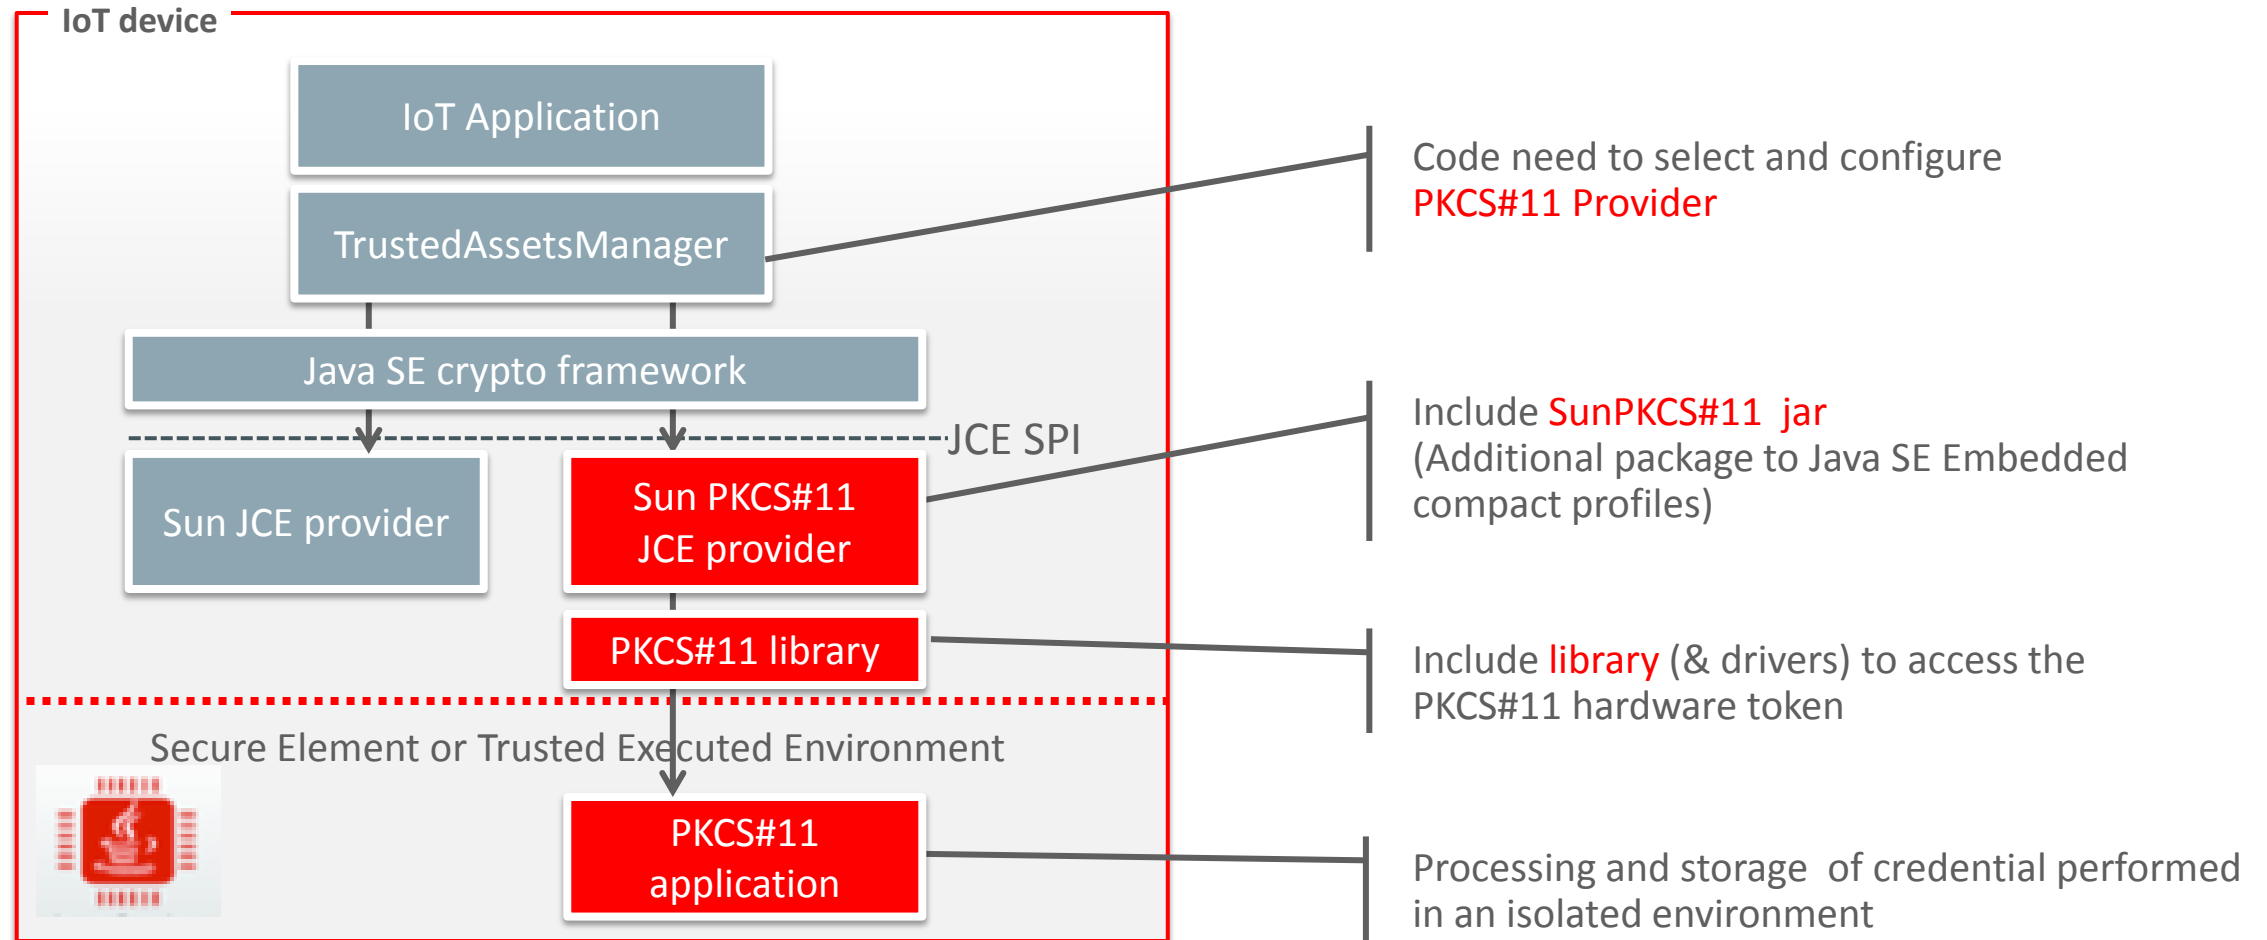 IoT device
IoT Application
TrustedAssetsManager
Java SE crypto framework
JCE SPI
Sun JCE provider
Sun PKCS#11
JCE provider
PKCS#11 library
Secure Element or Trusted Executed Environment
PKCS#11
application
Code need to select and configure
PKCS#11 Provider
Include SunPKCS#11  jar
(Additional package to Java SE Embedded
compact profiles)
Include library (& drivers) to access the
PKCS#11 hardware token
Processing and storage  of credential performed
in an isolated environment